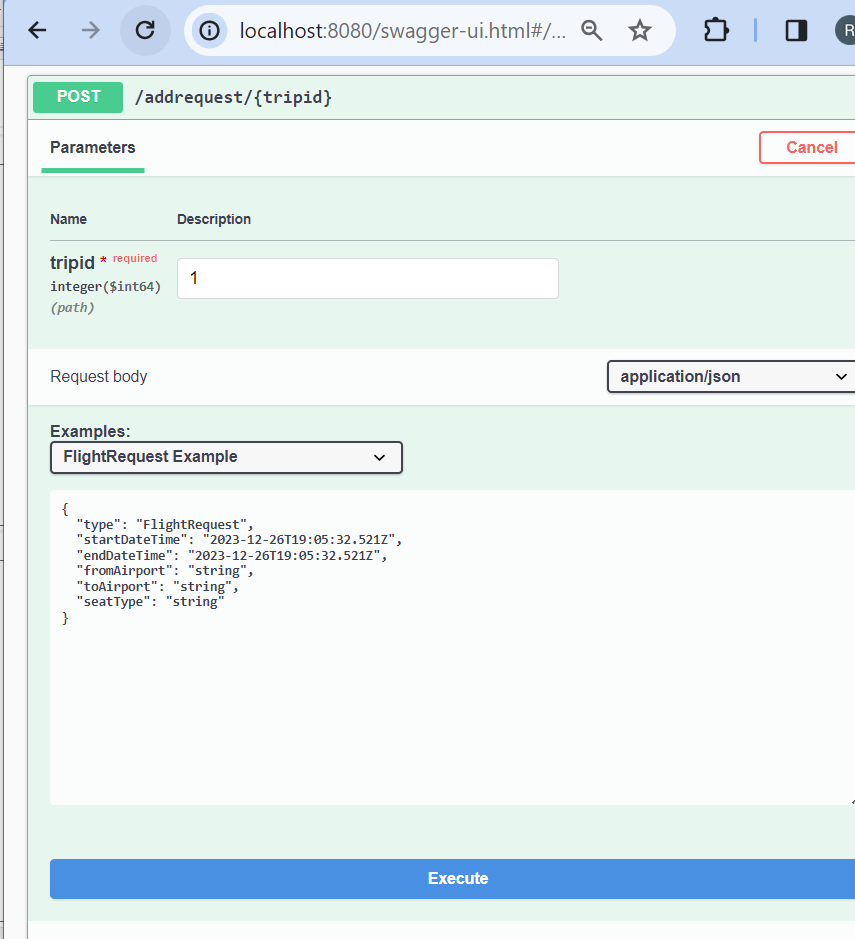 localhost:8080/swagger-ui.html#/...
R
POST /addrequest/{tripid}
Parameters
Cancel
Name Description
tripid * required
1
integer($int64)
(path)
Request body
application/json
Examples:
FlightRequest Example
{
  "type": "FlightRequest",
  "startDateTime": "2023-12-26T19:05:32.521Z",
  "endDateTime": "2023-12-26T19:05:32.521Z",
  "fromAirport": "string",
  "toAirport": "string",
  "seatType": "string"
}
Execute